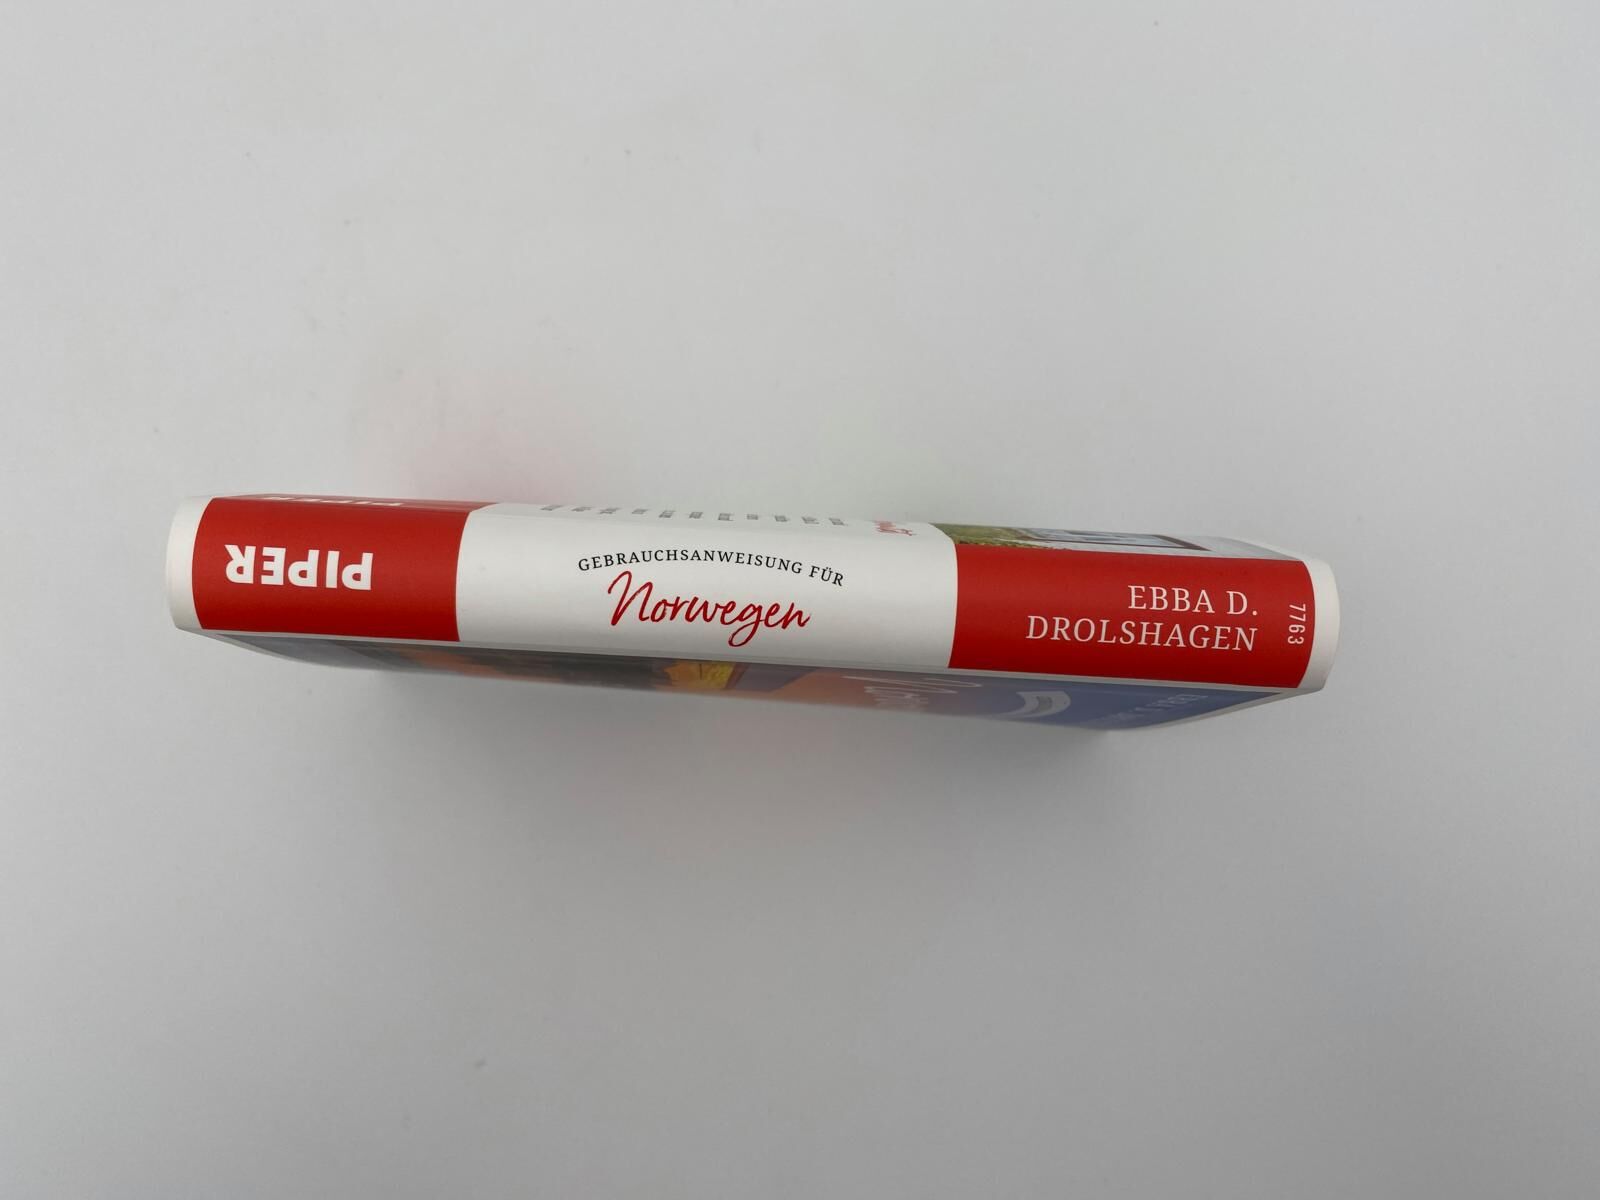 PIPER
GEBRAUCHSANWEISUNG FÜR
Norwegen
EBBA D.
DROLSHAGEN
7763